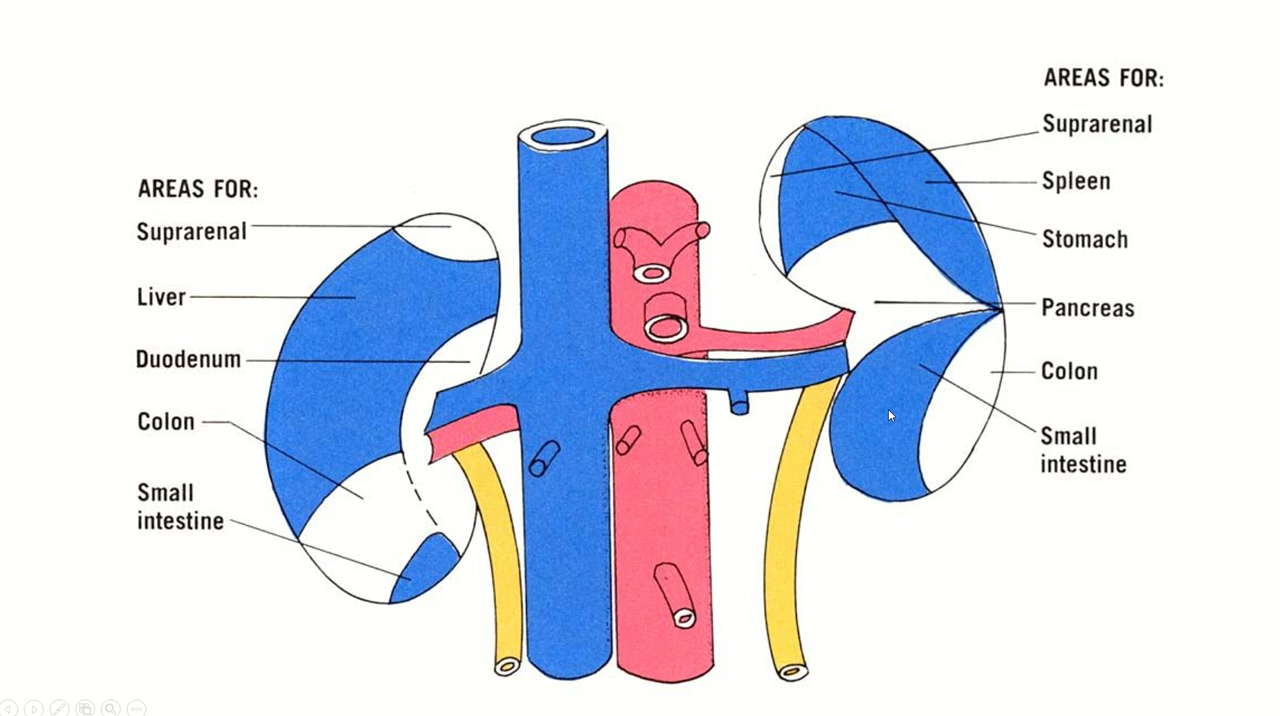 AREAS FOR:
Suprarenal
Liver
Duodenum
Colon
Small
intestine
AREAS FOR:
Suprarenal
Spleen
Stomach
Pancreas
Colon
Small
intestine